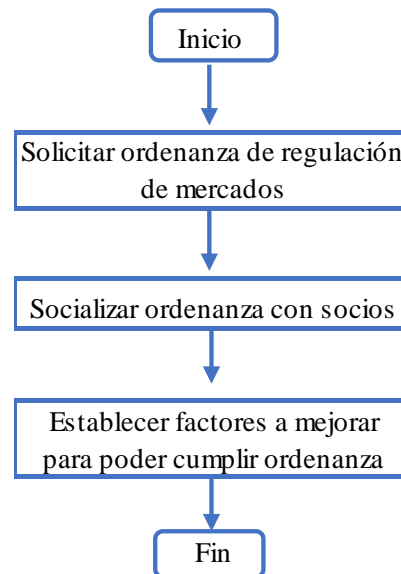 Inicio
Solicitar ordenanza de regulación
de mercados
Socializar ordenanza con socios
Establecer factores a mejorar
para poder cumplir ordenanza
Fin